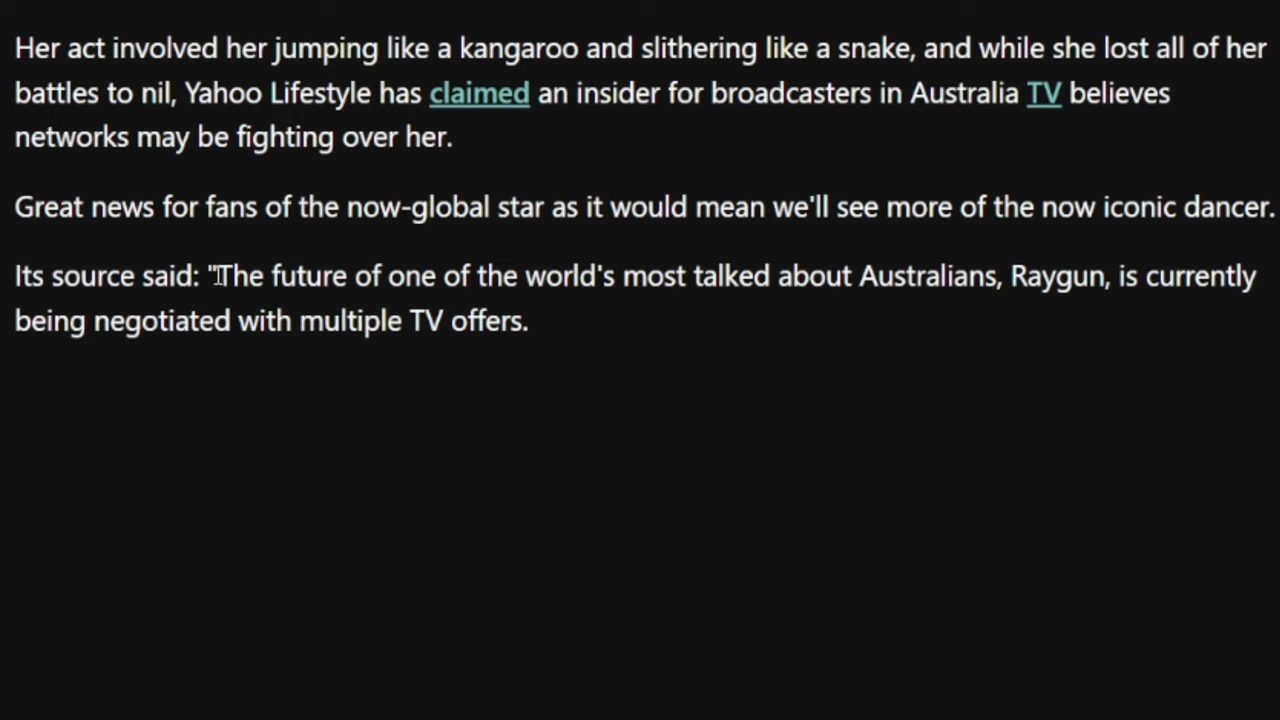 Her act involved her jumping like a kangaroo and slithering like a snake, and while she lost all of her
battles to nil, Yahoo Lifestyle has claimed an insider for broadcasters in Australia TV believes
networks may be fighting over her.
Great news for fans of the now-global star as it would mean we'll see more of the now iconic dancer.
Its source said: "The future of one of the world's most talked about Australians, Raygun, is currently
being negotiated with multiple TV offers.